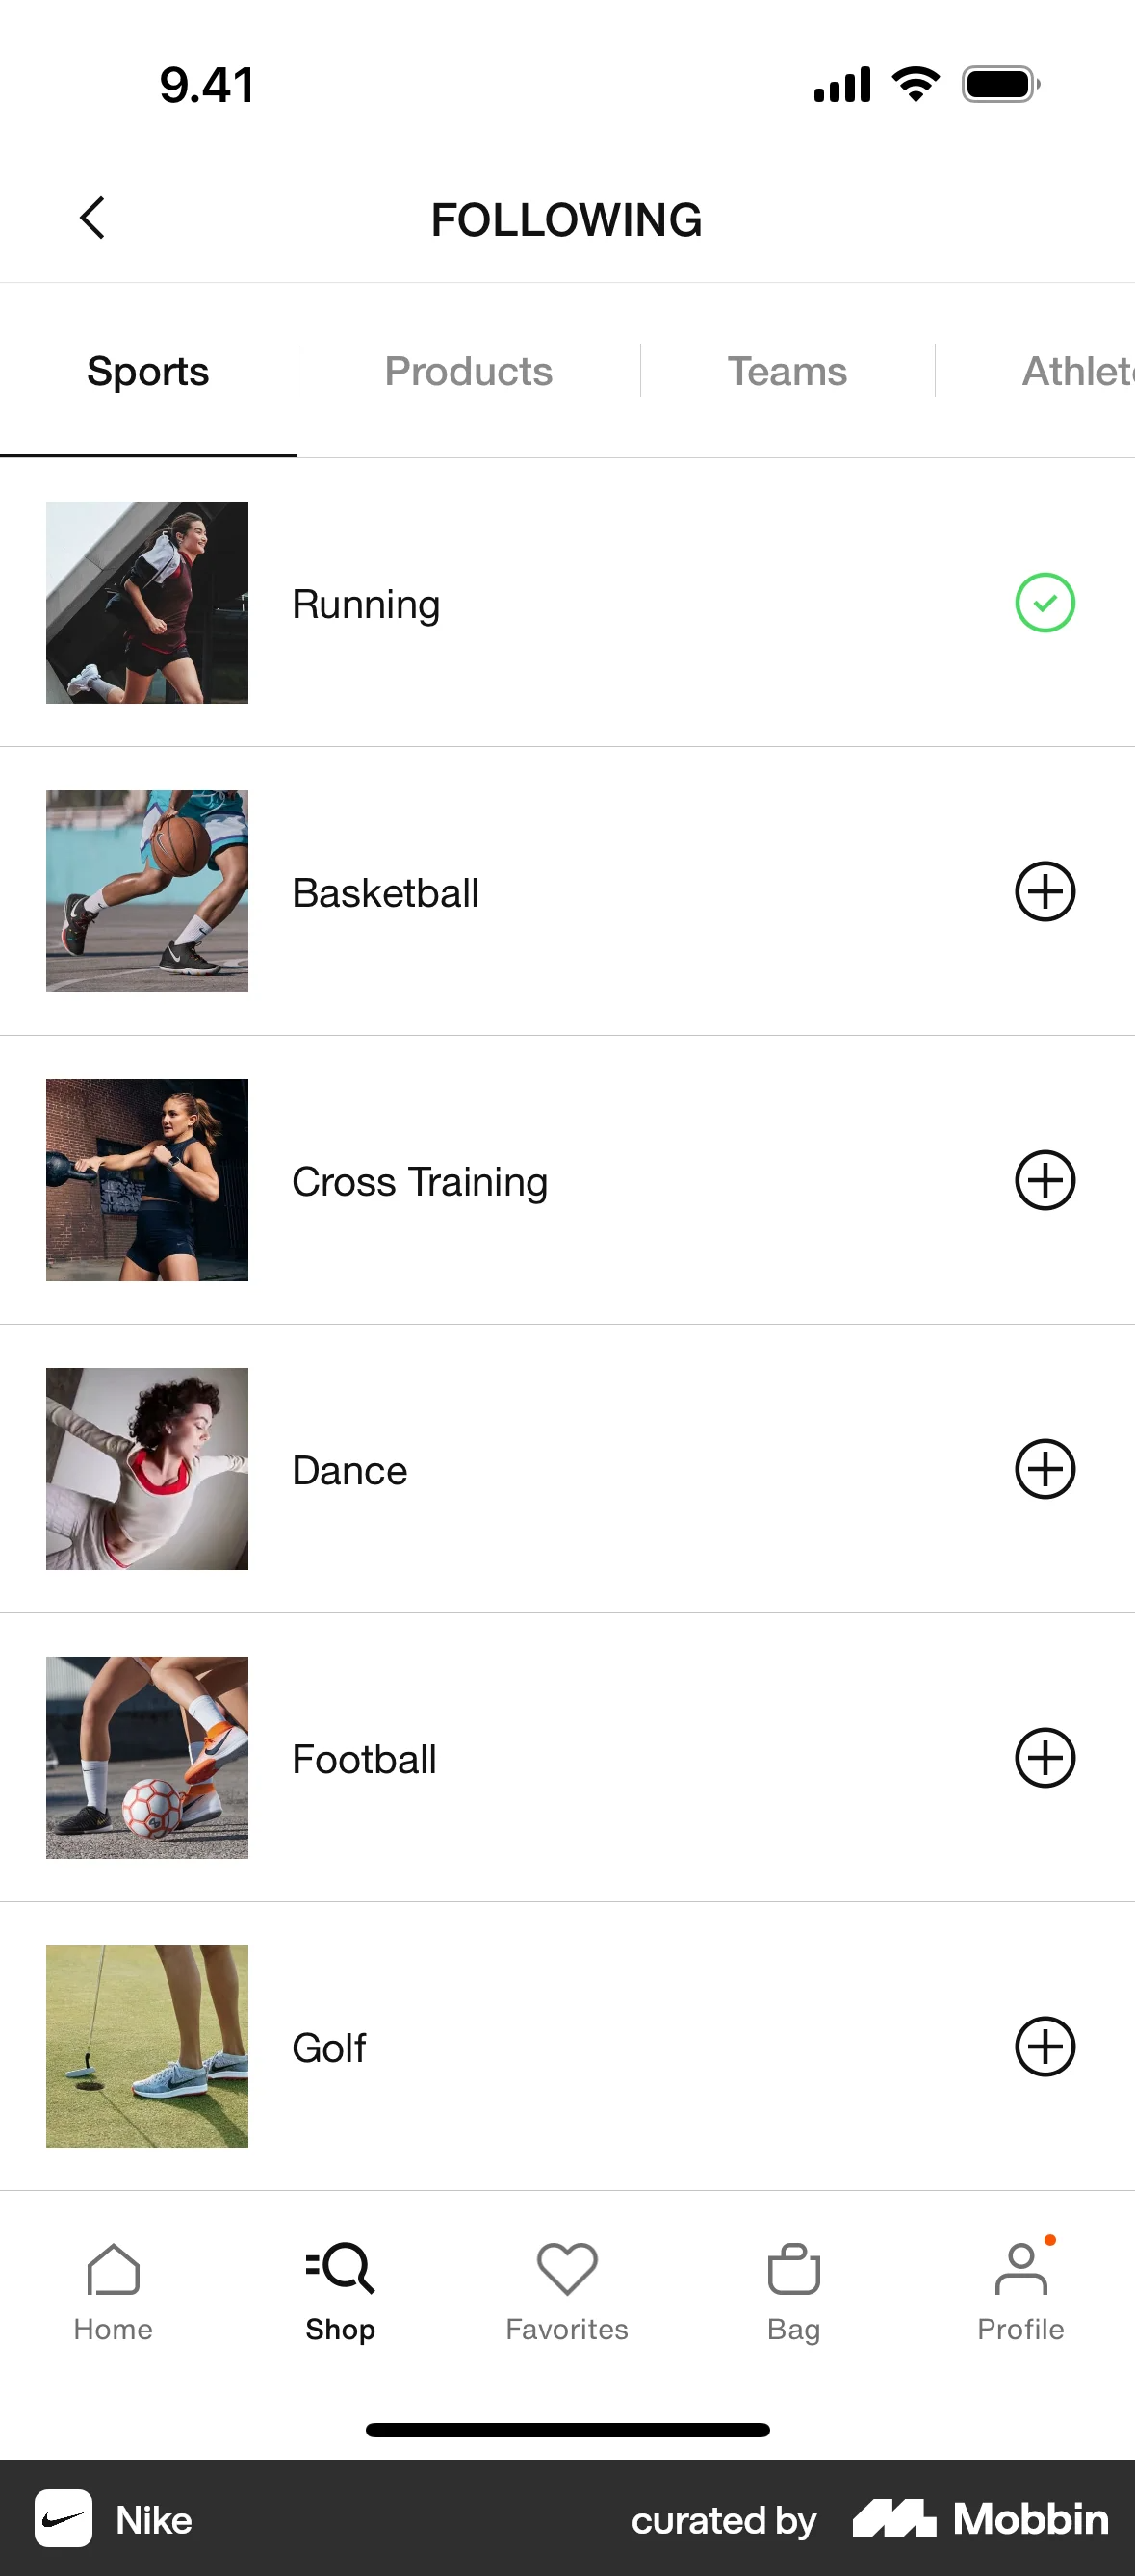 9.41
FOLLOWING
Sports Products Teams Athlet
Running
Basketball
Cross Training
Dance
Football
Golf
Home Shop Favorites Bag Profile
Nike curated by Mobbin